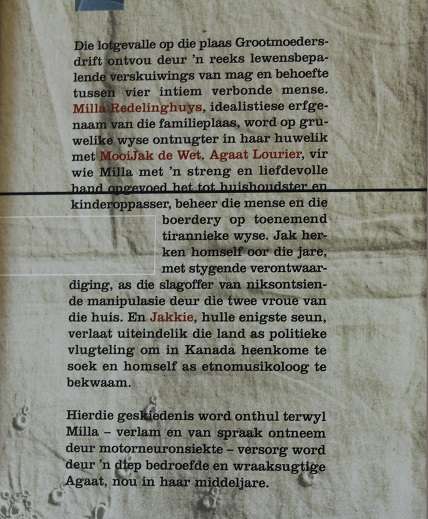 Die lotgevalle op die plaas Grootmoeders-
drift ontvou deur 'n reeks lewensbepa-
lende verskuiwings van mag en behoefte
tussen vier intiem verbonde mense.
Milla Redelinghuys, idealistiese erfge-
naam van die familieplaas, word op gru-
welike wyse ontnugter in haar huwelik
met MooiJak de Wet. Agaat Lourier, vir
wie Milla met 'n streng en liefdevolle
hand opgevoed het tot huishoudster en
kinderoppasser, beheer die mense en die
boerdery op toenemend
tirannieke wyse. Jak her-
ken homself oor die jare,
met stygende verontwaar-
diging, as die slagoffer van niksontsien-
de manipulasie deur die twee vroue van
die huis. En Jakkie, hulle enigste seun,
verlaat uiteindelik die land as politieke
vlugteling om in Kanada heenkome te
soek en homself as etnomusikoloog te
bekwaam.
Hierdie geskiedenis word onthul terwyl
Milla – verlam en van spraak ontneem
deur motorneuronsiekte – versorg word
deur 'n diep bedroefde en wraaksugtige
Agaat, nou in haar middeljare.